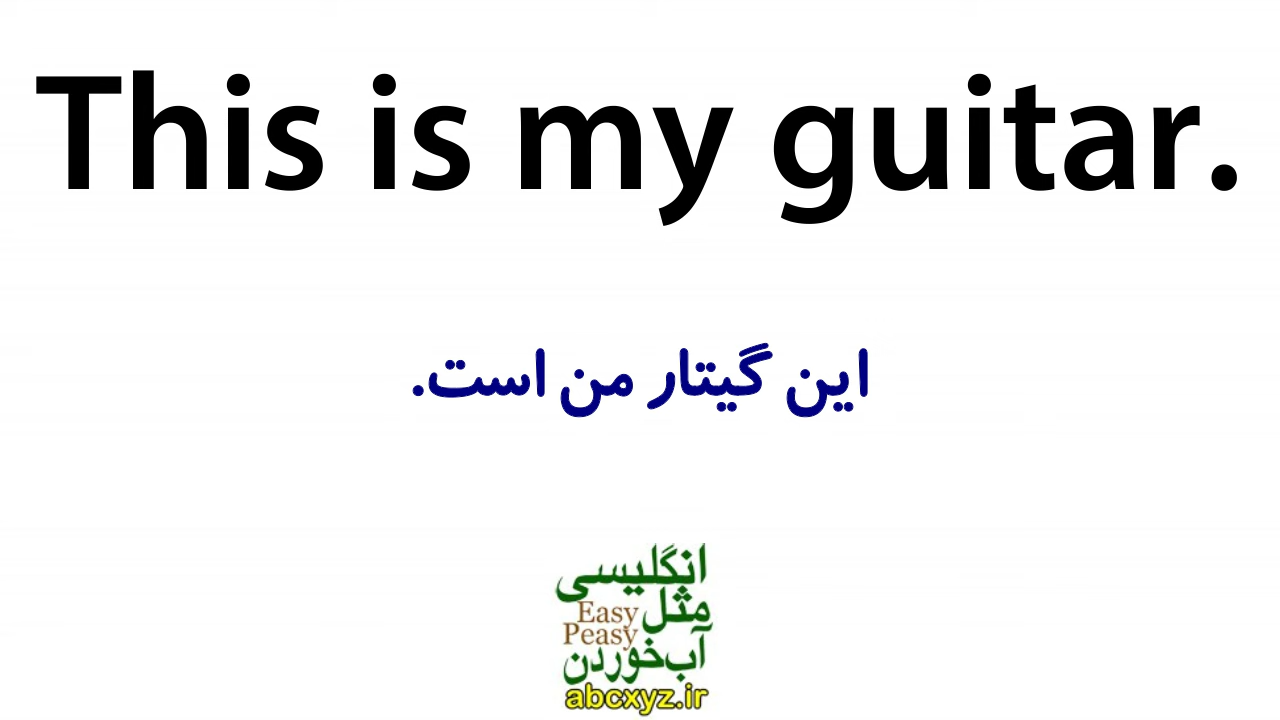 This is my guitar.
این گیتار من است.
انگلیسی
مثل Easy
Peasy
آب‌خوردن
abcxyz.ir